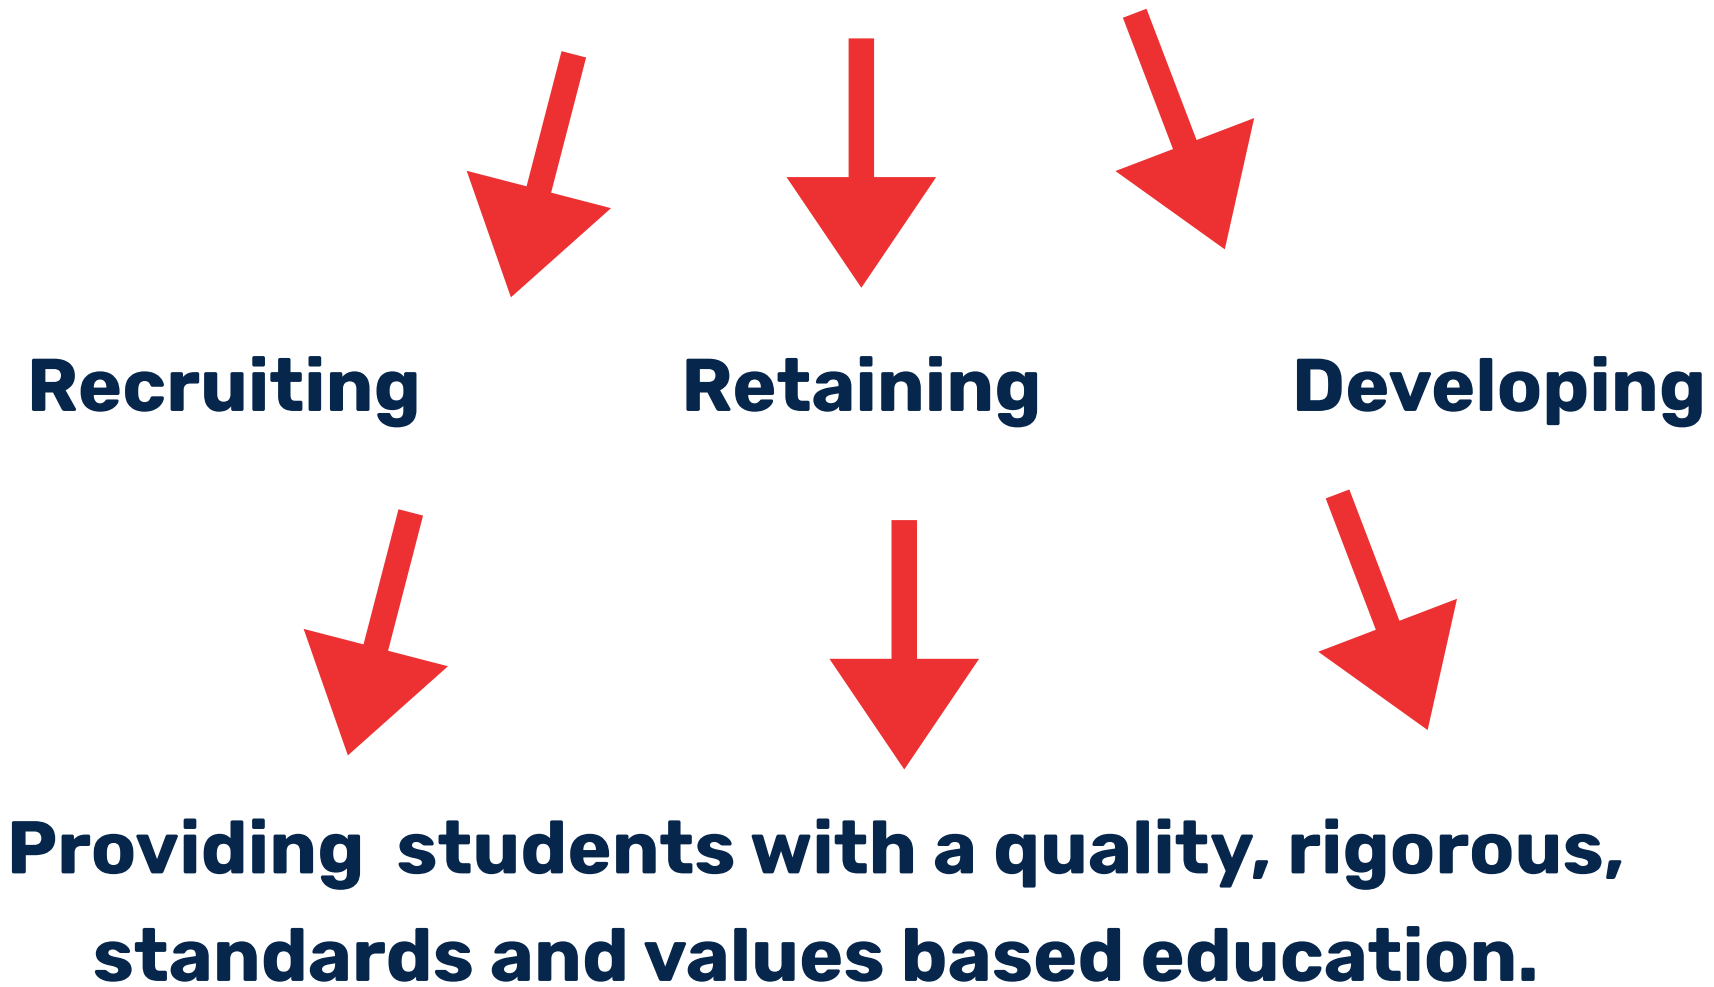 Recruiting Retaining Developing
Providing students with a quality, rigorous,
standards and values based education.